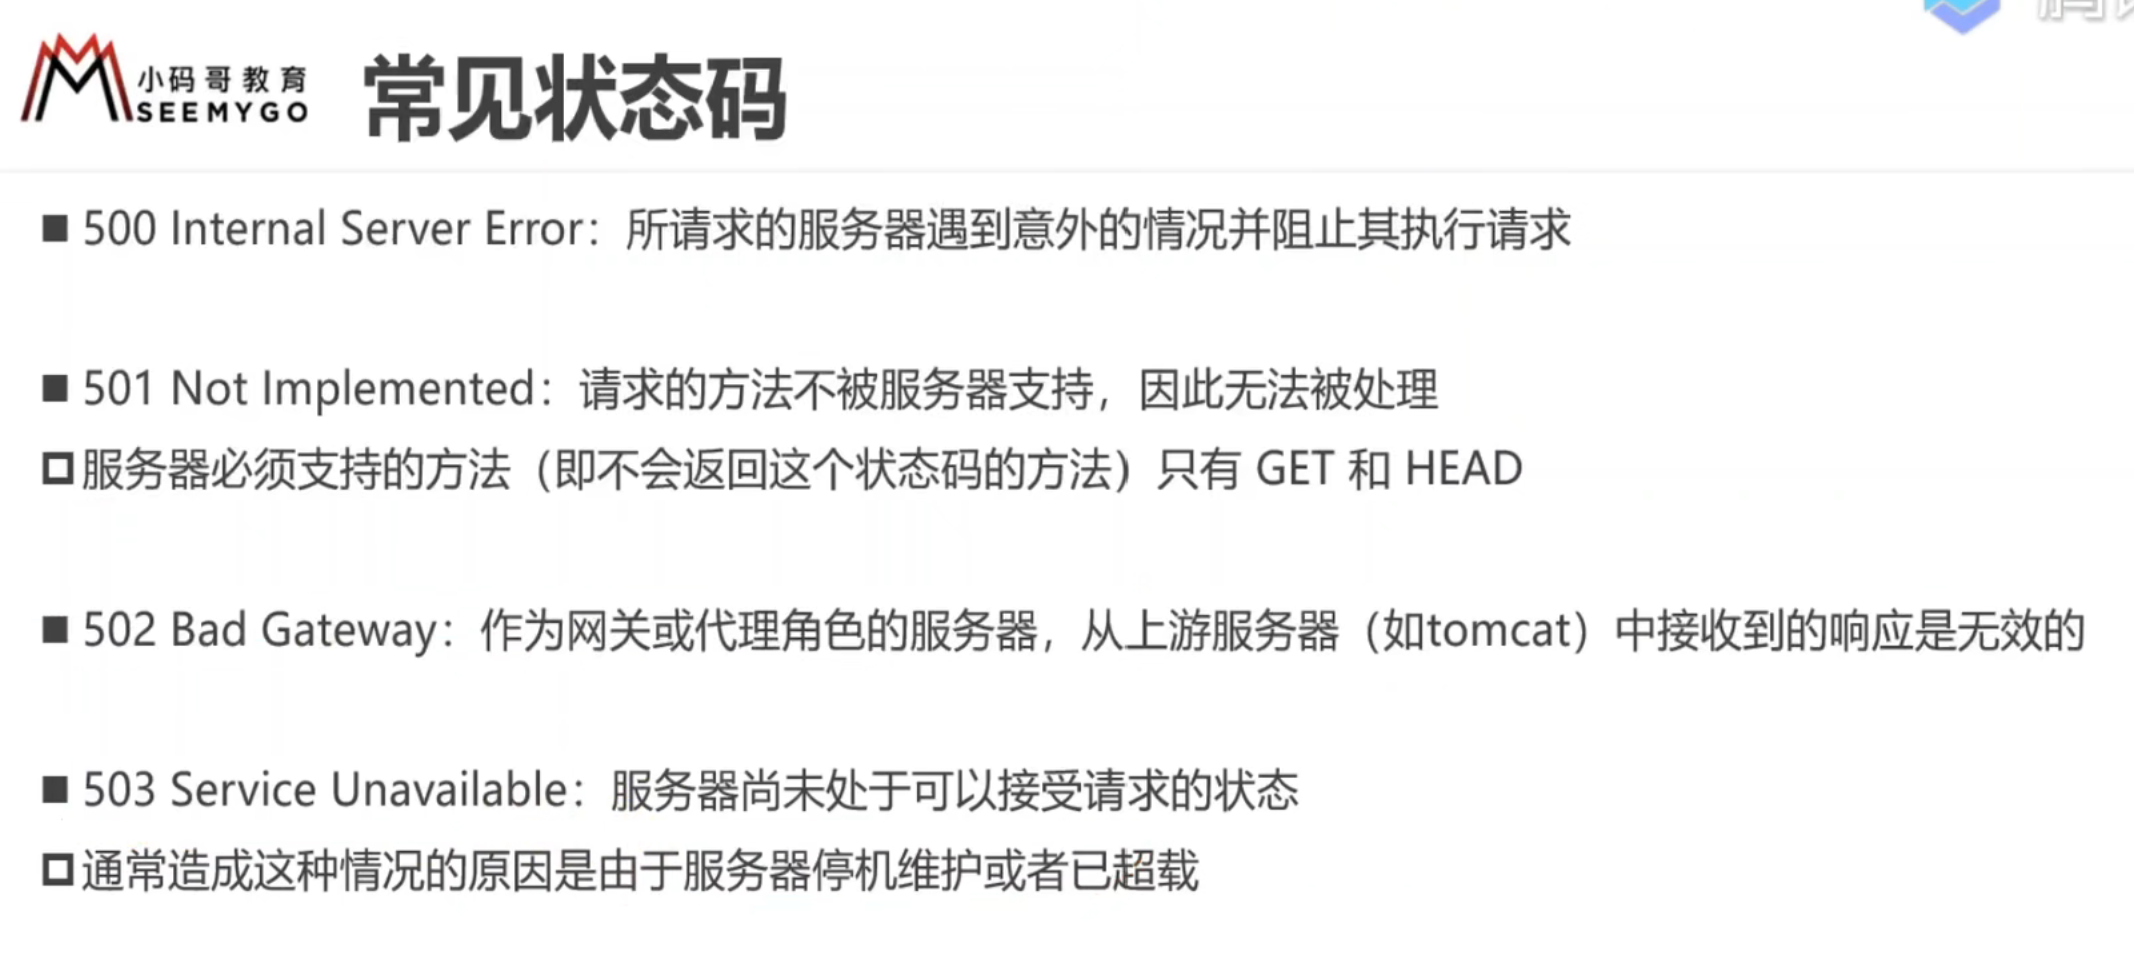 小码哥教育
SEEMYGO
常见状态码
■ 500 Internal Server Error：所请求的服务器遇到意外的情况并阻止其执行请求
■ 501 Not Implemented：请求的方法不被服务器支持，因此无法被处理
服务器必须支持的方法（即不会返回这个状态码的方法）只有 GET 和 HEAD
■ 502 Bad Gateway：作为网关或代理角色的服务器，从上游服务器（如tomcat）中接收到的响应是无效的
■ 503 Service Unavailable：服务器尚未处于可以接受请求的状态
通常造成这种情况的原因是由于服务器停机维护或者已超载